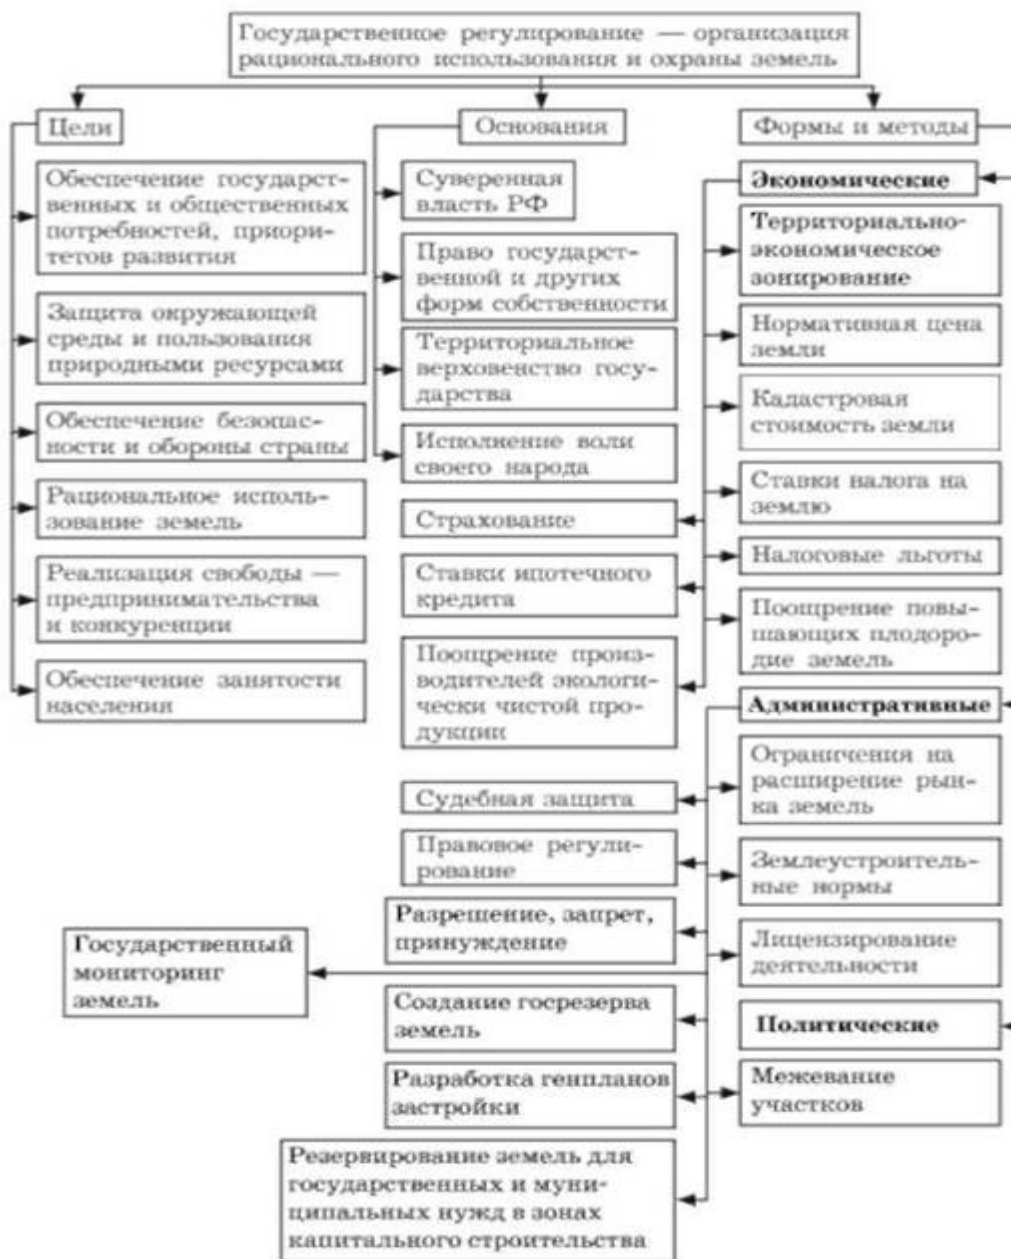 Государственное регулирование — организация
рационального использования и охраны земель
Цели
Обеспечение государст-
венных и общественных
потребностей, приори-
тетов развития
Защита окружающей
среды и пользования
природными ресурсами
Обеспечение безопас-
ности и обороны страны
Рациональное исполь-
зование земель
Реализация свободы —
предпринимательства
и конкуренции
Обеспечение занятости
населения
Основания
Суверенная
власть РФ
Право государст-
венной и других
форм собственности
Территориальное
верховенство госу-
дарства
Исполнение воли
своего народа
Формы и методы
Экономические
Территориально-
экономическое
зонирование
Нормативная цена
земли
Кадастровая
стоимость земли
Ставки налога на
землю
Налоговые льготы
Поощрение повы-
шающих плодоро-
дие земель
Страхование
Ставки ипотечного
кредита
Поощрение произ-
водителей экологи-
чески чистой про-
дукции
Административные
Ограничения на
расширение рын-
ка земель
Землеустроитель-
ные нормы
Лицензирование
деятельности
Судебная защита
Правовое регули-
рование
Разрешение, запрет,
принуждение
Государственный
мониторинг
земель
Создание госрезерва
земель
Разработка генпланов
застройки
Резервирование земель для
государственных и муни-
ципальных нужд в зонах
капитального строительства
Политические
Межевание
участков